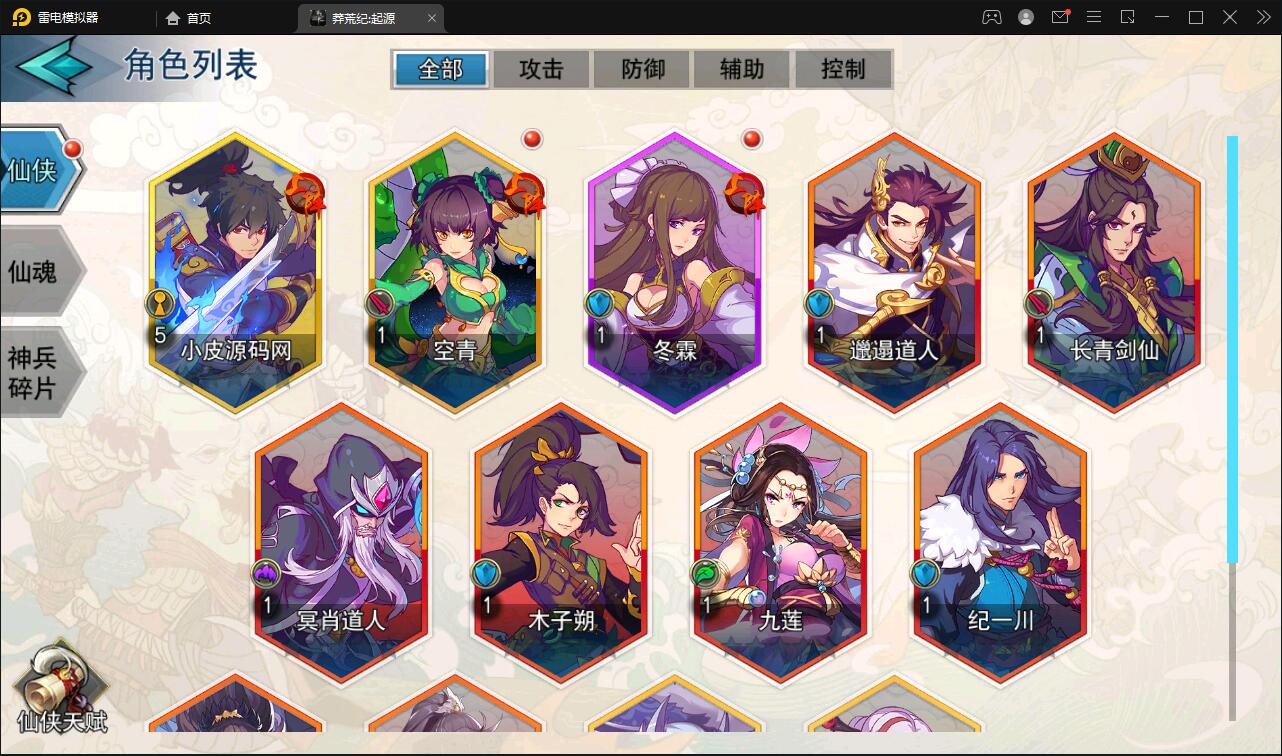 雷电模拟器
首页
莽荒纪:起源
角色列表
全部
攻击
防御
辅助
控制
仙侠
仙魂
神兵
碎片
5
小皮源码网
1
空青
1
冬霖
1
邋遢道人
1
长青剑仙
1
冥肖道人
1
木子朔
1
九莲
1
纪一川
仙侠天赋